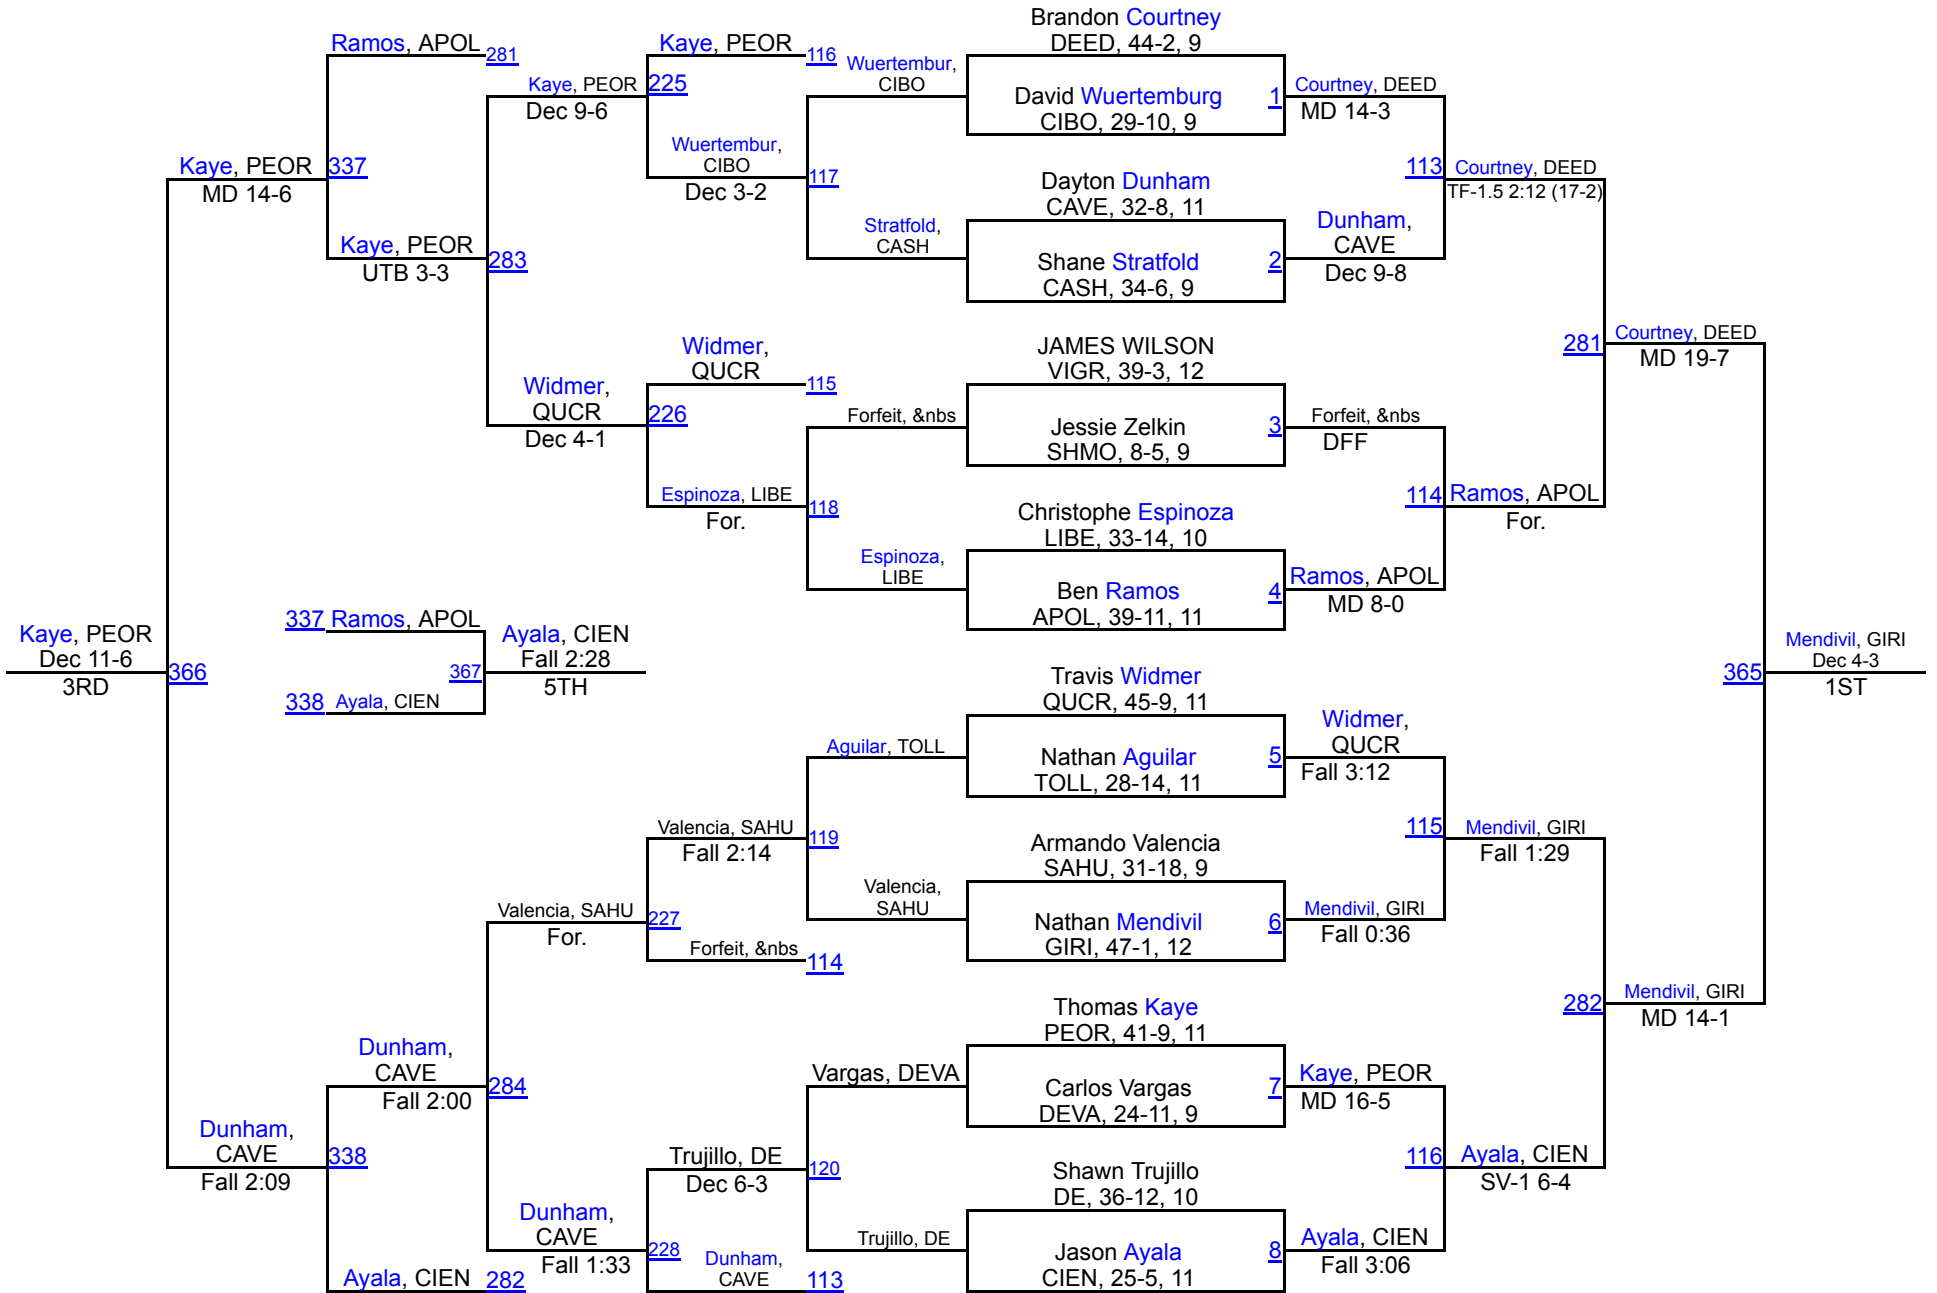 Brandon Courtney
DEED, 44-2, 9
Ramos, APOL
281
Kaye, PEOR
116
Wuertembur,
CIBO
Kaye, PEOR
225
Dec 9-6
David Wuertemburg
CIBO, 29-10, 9
1
Courtney, DEED
MD 14-3
Wuertembur,
CIBO
Dec 3-2
117
Kaye, PEOR
MD 14-6
337
Dayton Dunham
CAVE, 32-8, 11
113
Courtney, DEED
TF-1.5 2:12 (17-2)
Kaye, PEOR
UTB 3-3
283
Stratfold,
CASH
Shane Stratfold
CASH, 34-6, 9
2
Dunham,
CAVE
Dec 9-8
Widmer,
QUCR
115
JAMES WILSON
VIGR, 39-3, 12
281
Courtney, DEED
MD 19-7
Widmer,
QUCR
Dec 4-1
226
Forfeit, &nbs
Jessie Zelkin
SHMO, 8-5, 9
3
Forfeit, &nbs
DFF
Espinoza, LIBE
For.
118
Christophe Espinoza
LIBE, 33-14, 10
114
Ramos, APOL
For.
Espinoza,
LIBE
Ben Ramos
APOL, 39-11, 11
4
Ramos, APOL
MD 8-0
Kaye, PEOR
Dec 11-6
3RD
366
337 Ramos, APOL
338 Ayala, CIEN
367
Ayala, CIEN
Fall 2:28
5TH
365
Mendivil, GIRI
Dec 4-3
1ST
Travis Widmer
QUCR, 45-9, 11
Aguilar, TOLL
Nathan Aguilar
TOLL, 28-14, 11
5
Widmer,
QUCR
Fall 3:12
Valencia, SAHU
Fall 2:14
119
Armando Valencia
SAHU, 31-18, 9
115
Mendivil, GIRI
Fall 1:29
Valencia, SAHU
For.
227
Valencia,
SAHU
Nathan Mendivil
GIRI, 47-1, 12
6
Mendivil, GIRI
Fall 0:36
Forfeit, &nbs
114
Thomas Kaye
PEOR, 41-9, 11
282
Mendivil, GIRI
MD 14-1
Dunham,
CAVE
Fall 2:00
284
Vargas, DEVA
Carlos Vargas
DEVA, 24-11, 9
7
Kaye, PEOR
MD 16-5
Dunham,
CAVE
Fall 2:09
338
Trujillo, DE
Dec 6-3
120
Shawn Trujillo
DE, 36-12, 10
116
Ayala, CIEN
SV-1 6-4
Dunham,
CAVE
Fall 1:33
228
Trujillo, DE
Jason Ayala
CIEN, 25-5, 11
8
Ayala, CIEN
Fall 3:06
Ayala, CIEN
282
Dunham,
CAVE
113